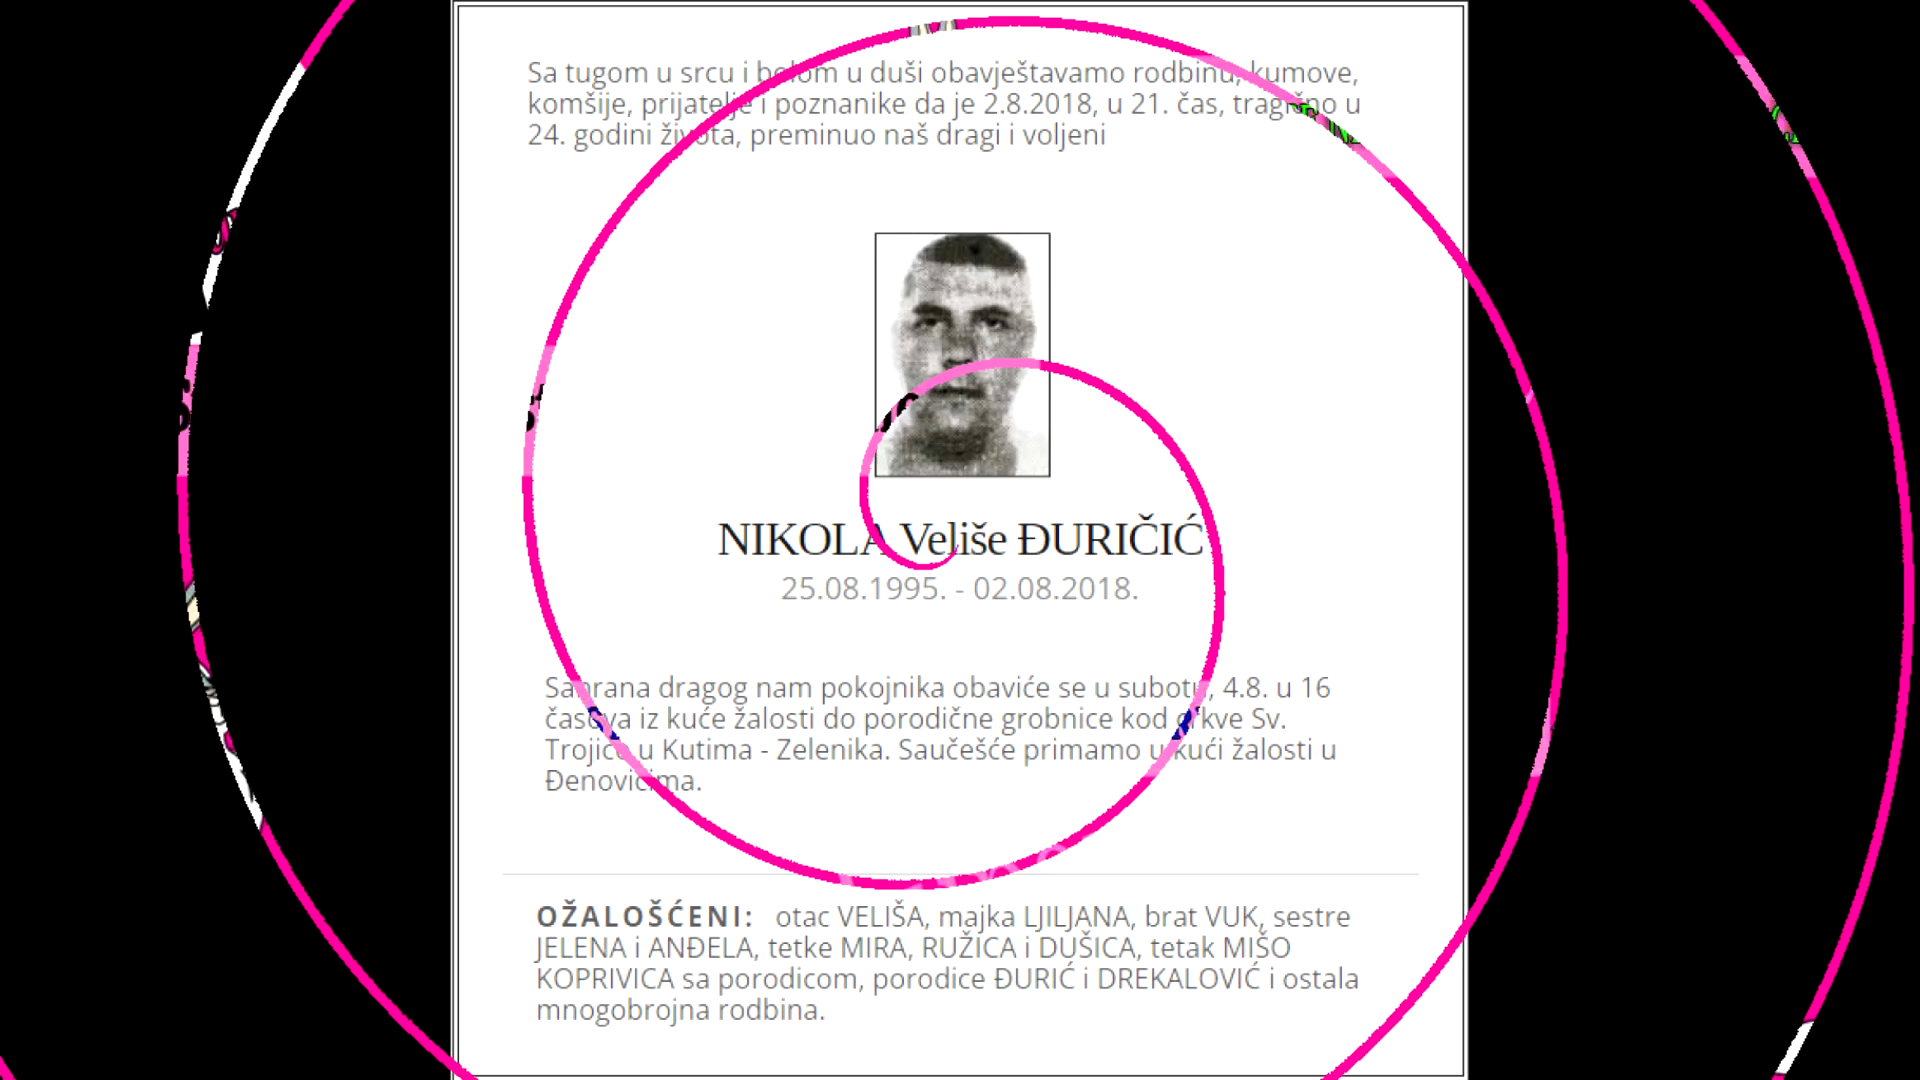 Sa tugom u srcu i bolom u duši obavještavamo rodbinu, kumove,
komšije, prijatelje i poznanike da je 2.8.2018, u 21. čas, tragično u
24. godini života, preminuo naš dragi i voljeni
NIKOLA Veliše ĐURIČIĆ
25.08.1995. - 02.08.2018.
Sahrana dragog nam pokojnika obaviće se u subotu, 4.8. u 16
časova iz kuće žalosti do porodične grobnice kod crkve Sv.
Trojice u Kutima - Zelenika. Saučešće primamo u kući žalosti u
Đenovićima.
OŽALOŠĆENI: otac VELIŠA, majka LJILJANA, brat VUK, sestre
JELENA i ANĐELA, tetke MIRA, RUŽICA i DUŠICA, tetak MIŠO
KOPRIVICA sa porodicom, porodice ĐURIĆ i DREKALOVIĆ i ostala
mnogobrojna rodbina.